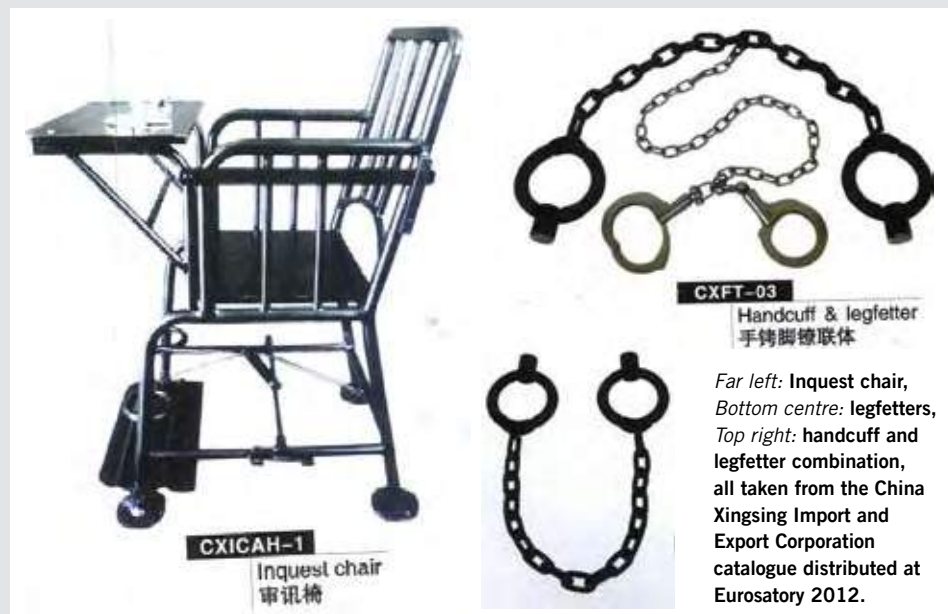 CXICAH-1
Inquest chair
审讯椅
CXFT-03
Handcuff & legfetter
手铐脚镣联体
Far left: Inquest chair,
Bottom centre: legfetters,
Top right: handcuff and
legfetter combination,
all taken from the China
Xingsing Import and
Export Corporation
catalogue distributed at
Eurosatory 2012.